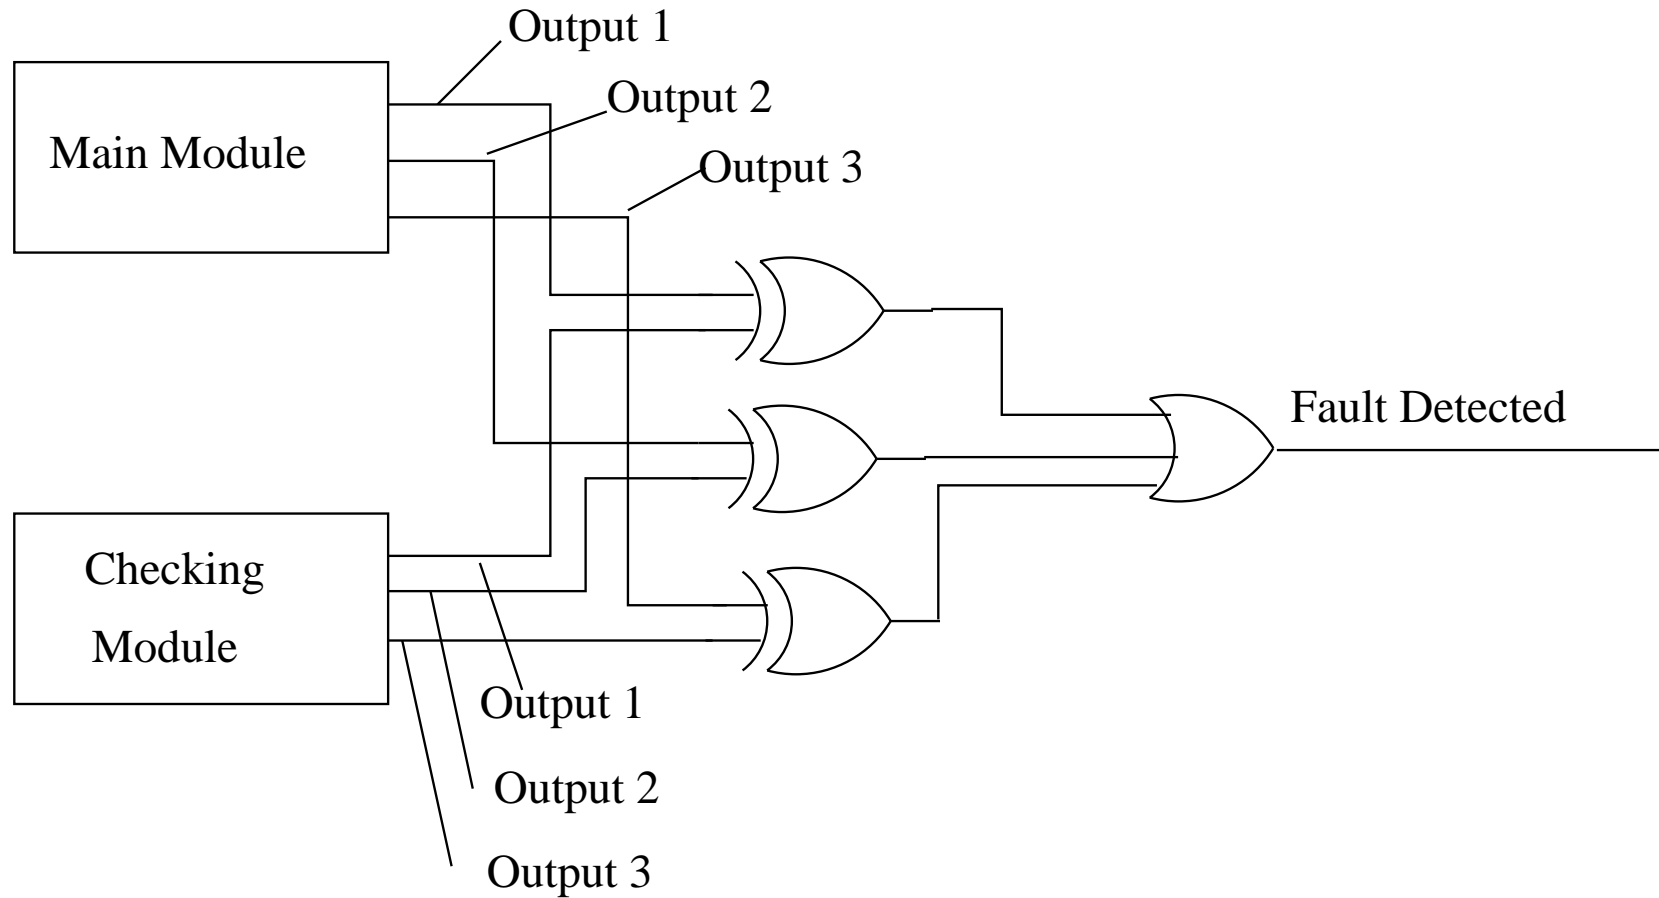 Output 1
Output 2
Main Module
Output 3
Fault Detected
Checking
Module
Output 1
Output 2
Output 3